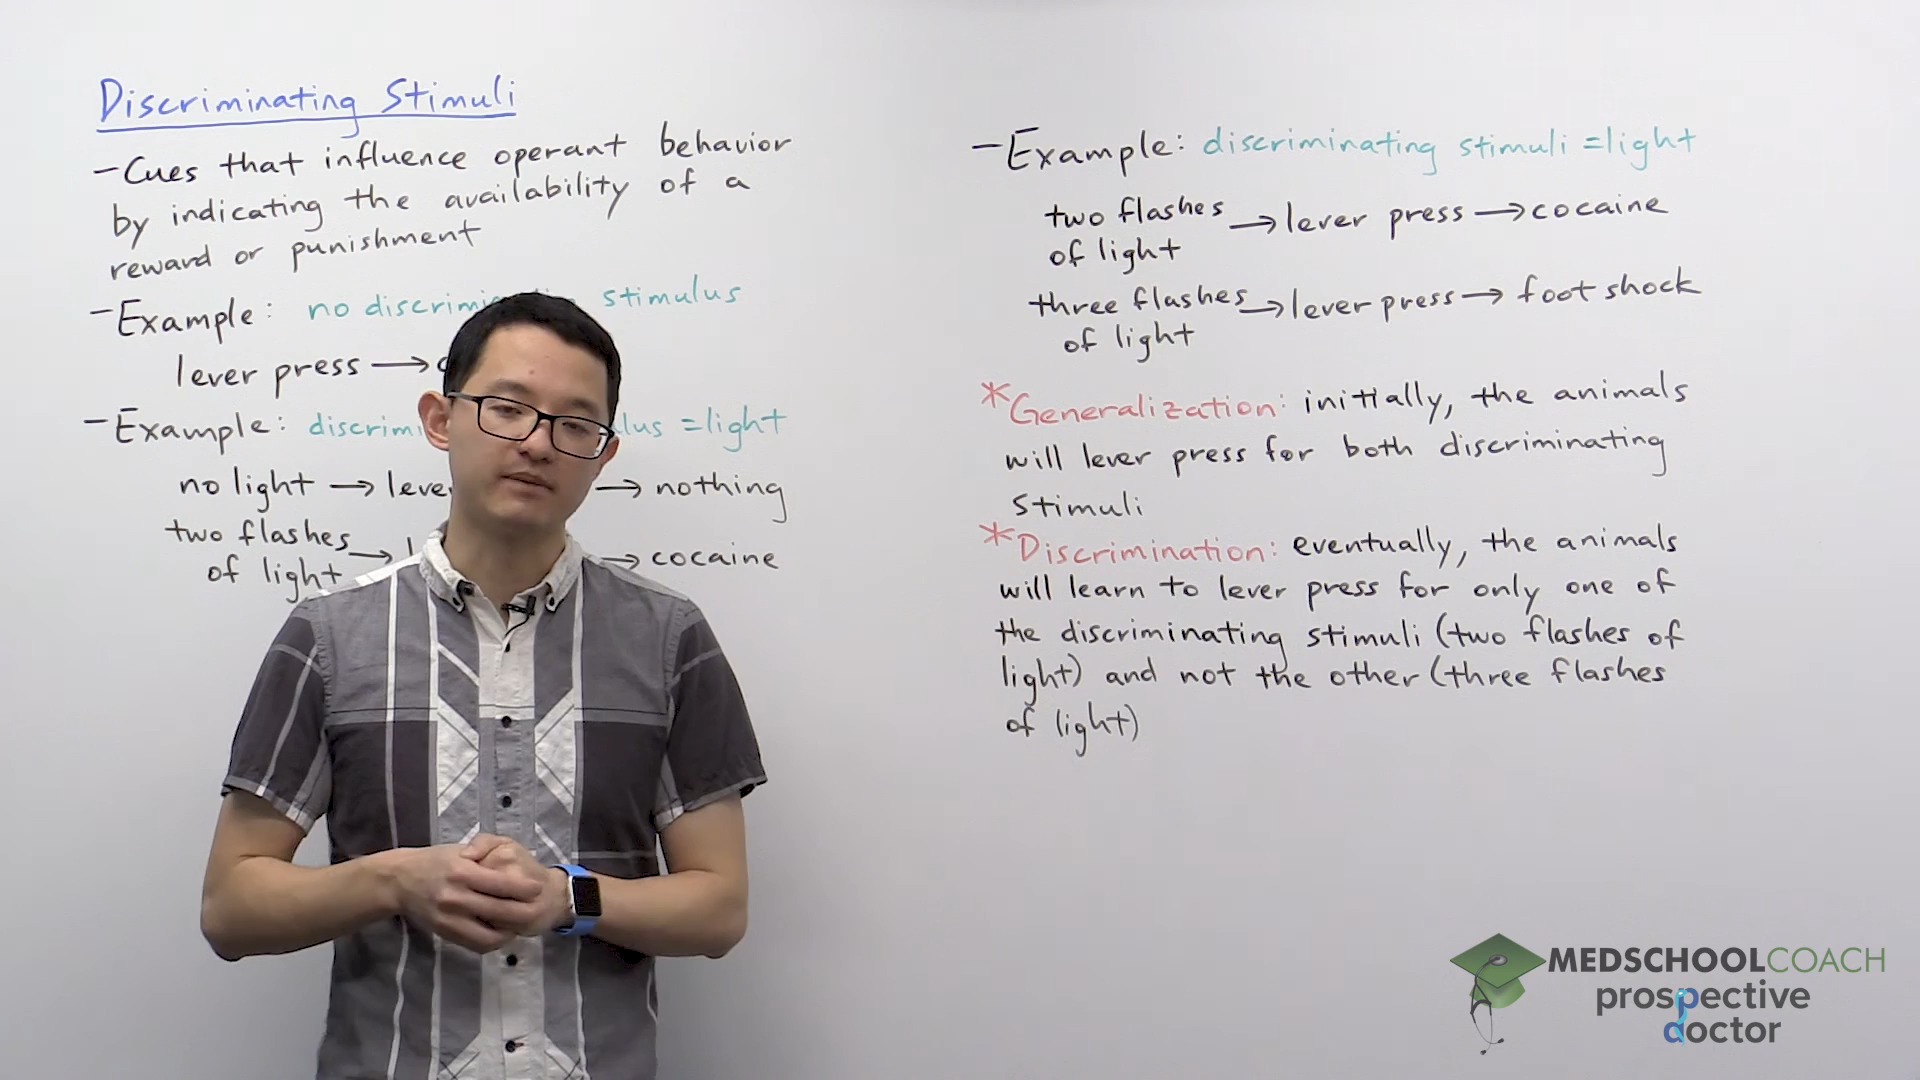 Discriminating Stimuli
- Cues that influence operant behavior
by indicating the availability of a
reward or punishment
- Example: no discrimi stimulus
lever press →
- Example: discrimi lus = light
no light → leve → nothing
two flashes
of light → l → cocaine
- Example: discriminating stimuli = light
two flashes
of light → lever press → cocaine
three flashes
of light → lever press → foot shock
* Generalization: initially, the animals
will lever press for both discriminating
stimuli
* Discrimination: eventually, the animals
will learn to lever press for only one of
the discriminating stimuli (two flashes of
light) and not the other (three flashes
of light)
MEDSCHOOLCOACH
prospective
doctor